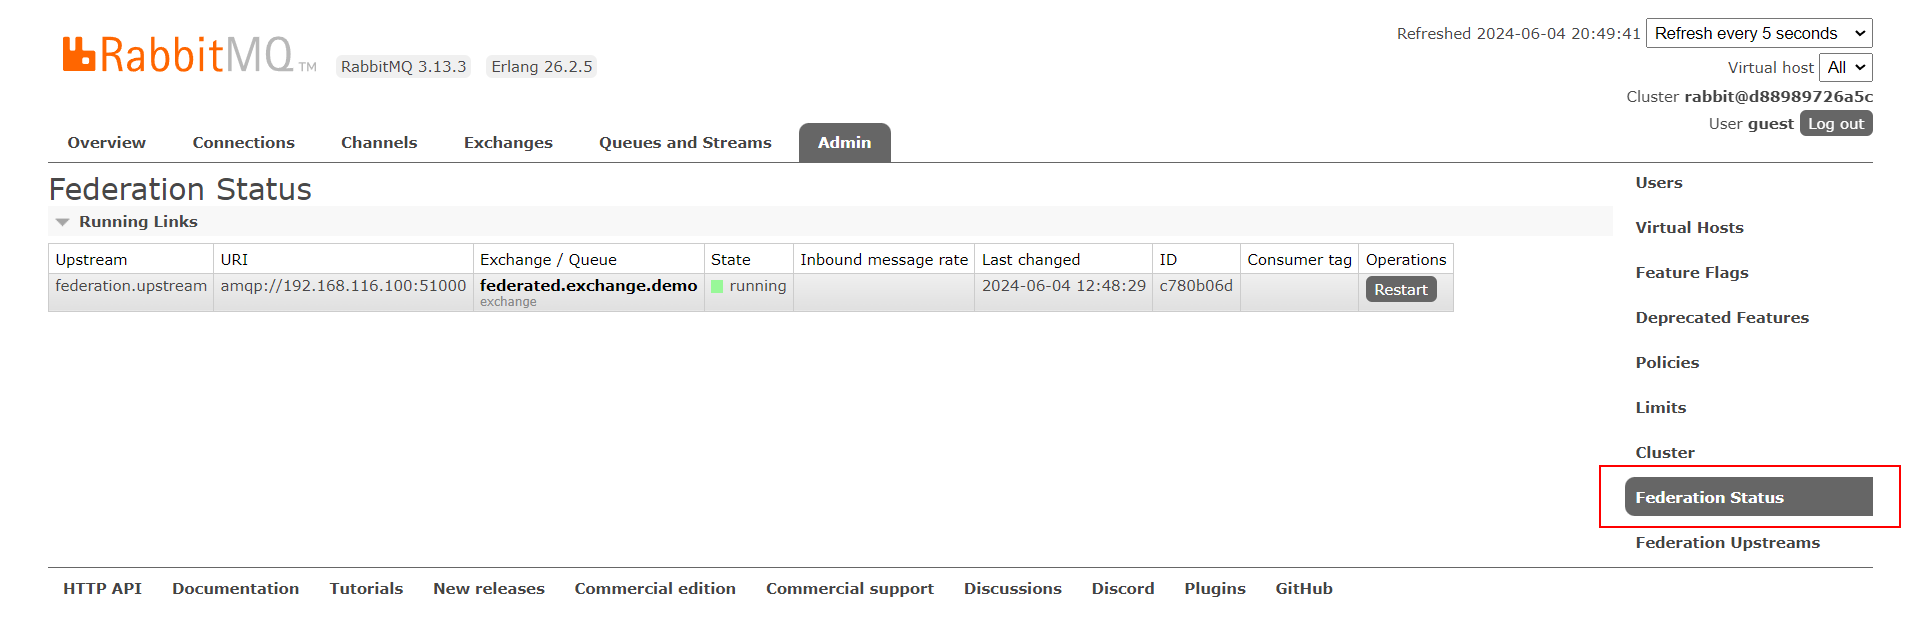 RabbitMQ TM RabbitMQ 3.13.3 Erlang 26.2.5
Refreshed 2024-06-04 20:49:41 Refresh every 5 seconds
Virtual host All
Cluster rabbit@d88989726a5c
User guest Log out
Overview Connections Channels Exchanges Queues and Streams Admin
Federation Status
Running Links
Upstream URI Exchange / Queue State Inbound message rate Last changed ID Consumer tag Operations
federation.upstream amqp://192.168.116.100:51000 federated.exchange.demo running 2024-06-04 12:48:29 c780b06d Restart
exchange
Users
Virtual Hosts
Feature Flags
Deprecated Features
Policies
Limits
Cluster
Federation Status
Federation Upstreams
HTTP API Documentation Tutorials New releases Commercial edition Commercial support Discussions Discord Plugins GitHub